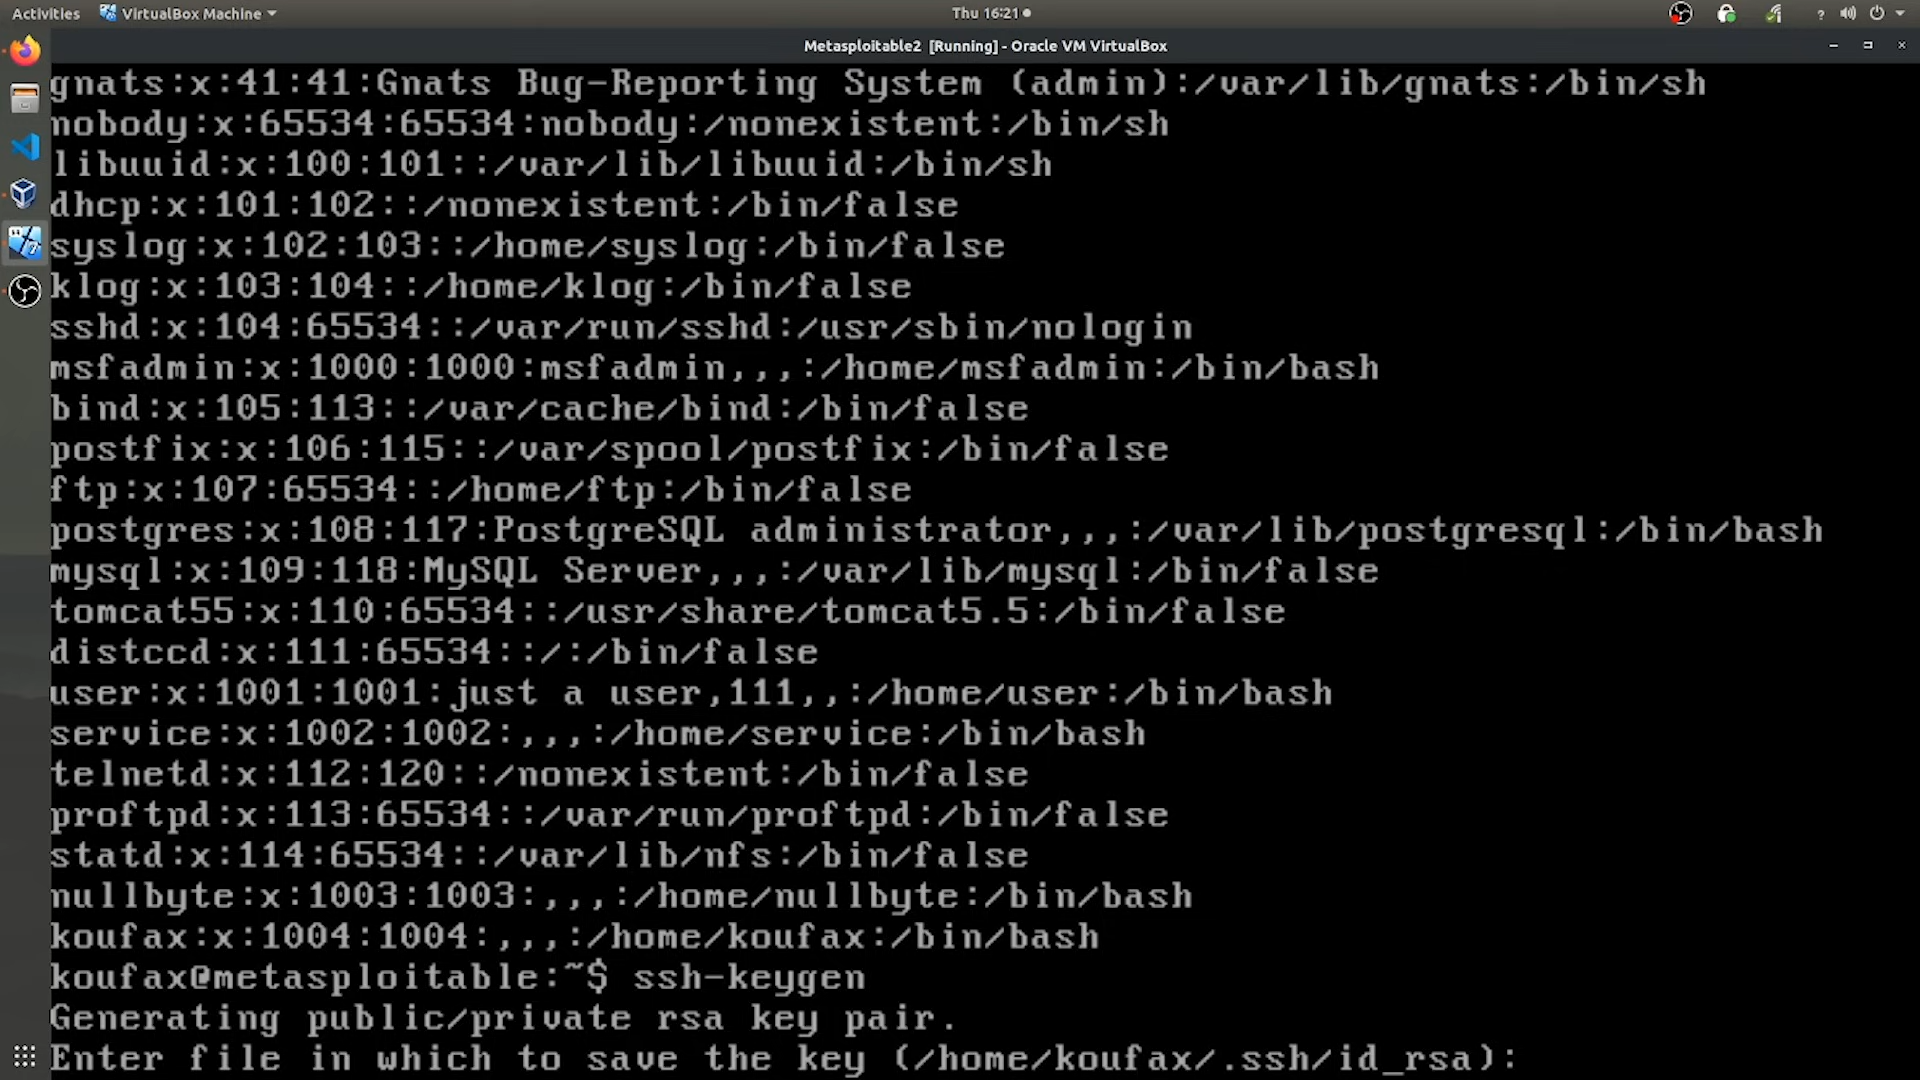 Activities VirtualBox Machine Thu 16:21 ?
Metasploitable2 [Running] - Oracle VM VirtualBox
gnats:x:41:41:Gnats Bug-Reporting System (admin):/var/lib/gnats:/bin/sh
nobody:x:65534:65534:nobody:/nonexistent:/bin/sh
libuuid:x:100:101::/var/lib/libuuid:/bin/sh
dhcp:x:101:102::/nonexistent:/bin/false
syslog:x:102:103::/home/syslog:/bin/false
klog:x:103:104::/home/klog:/bin/false
sshd:x:104:65534::/var/run/sshd:/usr/sbin/nologin
msfadmin:x:1000:1000:msfadmin,,,:/home/msfadmin:/bin/bash
bind:x:105:113::/var/cache/bind:/bin/false
postfix:x:106:115::/var/spool/postfix:/bin/false
ftp:x:107:65534::/home/ftp:/bin/false
postgres:x:108:117:PostgreSQL administrator,,,:/var/lib/postgresql:/bin/bash
mysql:x:109:118:MySQL Server,,,:/var/lib/mysql:/bin/false
tomcat55:x:110:65534::/usr/share/tomcat5.5:/bin/false
distccd:x:111:65534::/:/bin/false
user:x:1001:1001:just a user,111,,:/home/user:/bin/bash
service:x:1002:1002:,,,:/home/service:/bin/bash
telnetd:x:112:120::/nonexistent:/bin/false
proftpd:x:113:65534::/var/run/proftpd:/bin/false
statd:x:114:65534::/var/lib/nfs:/bin/false
nullbyte:x:1003:1003:,,,:/home/nullbyte:/bin/bash
koufax:x:1004:1004:,,,:/home/koufax:/bin/bash
koufax@metasploitable:~$ ssh-keygen
Generating public/private rsa key pair.
Enter file in which to save the key (/home/koufax/.ssh/id_rsa):